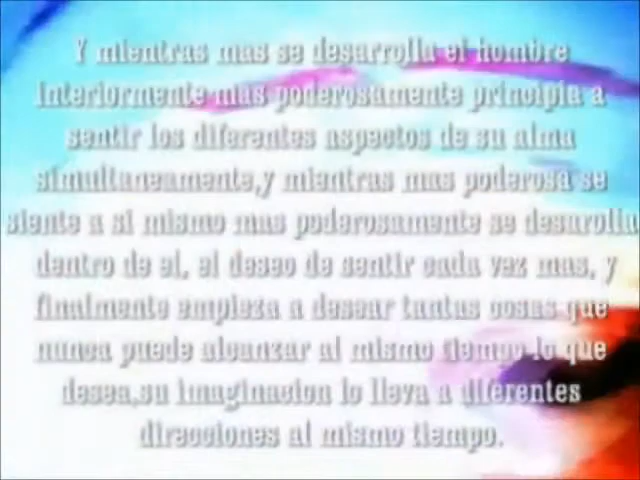 Y mientras mas se desarrolla el hombre
Interiormente mas poderosamente principia a
sentir los diferentes aspectos de su alma
simultaneamente,y mientras mas poderosa se
siente a si mismo mas poderosamente se desarolla
dentro de el, el deseo de sentir cada vez mas, y
finalmente empieza a desear tantas cosas que
nunca puede alcanzar al mismo tiempo lo que
desea,su imaginacion lo lleva a diferentes
direcciones al mismo tiempo.